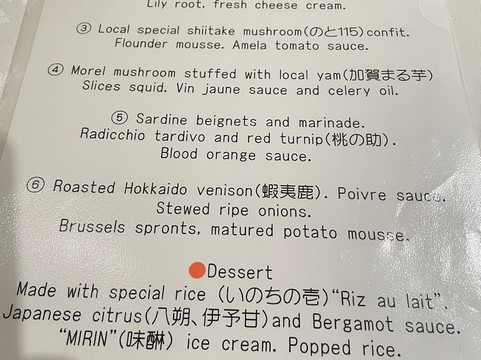 Lily root. fresh cheese cream.
③ Local special shiitake mushroom(のと115)confit.
Flounder mousse. Amela tomato sauce.
④ Morel mushroom stuffed with local yam(加賀まる芋)
Slices squid. Vin jaune sauce and celery oil.
⑤ Sardine beignets and marinade.
Radicchio tardivo and red turnip(桃の助).
Blood orange sauce.
⑥ Roasted Hokkaido venison(蝦夷鹿). Poivre sauce.
Stewed ripe onions.
Brussels spronts, matured potato mousse.
●Dessert
Made with special rice (いのちの壱)“Riz au lait”.
Japanese citrus(八朔、伊予甘)and Bergamot sauce.
“MIRIN”(味醂) ice cream. Popped rice.